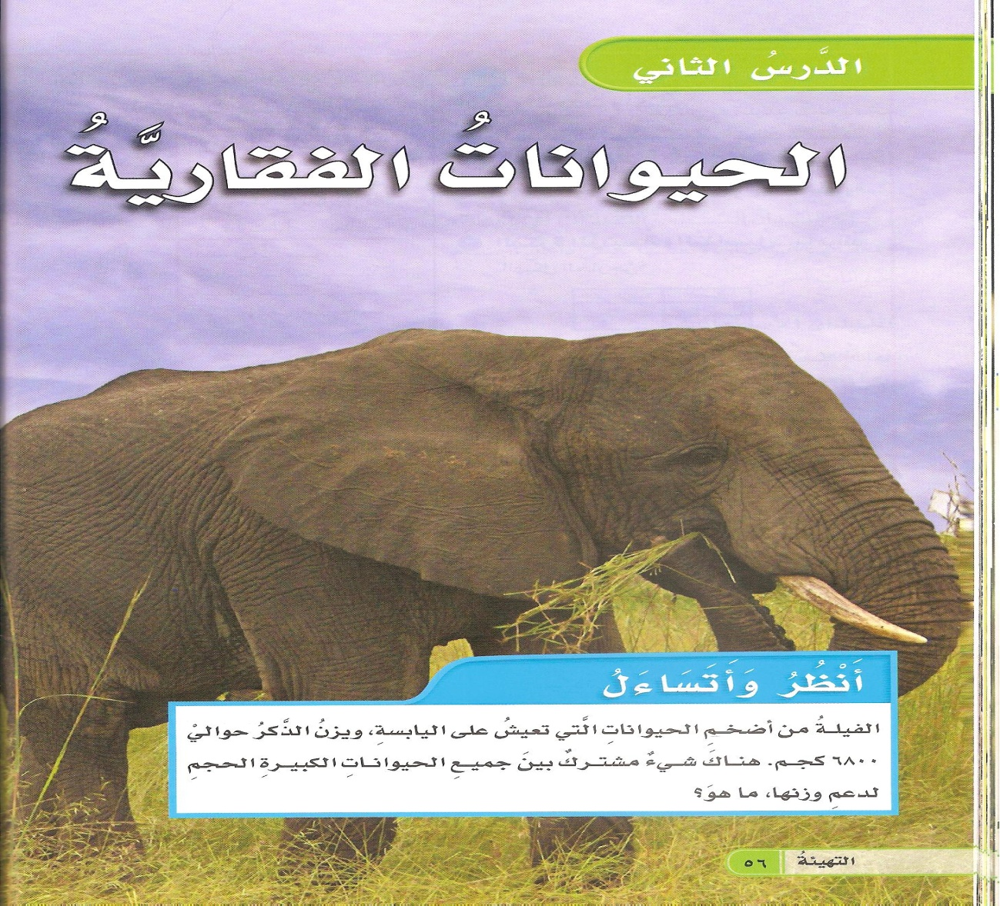 الدَّرسُ الثاني
الحيواناتُ الفقاريَّةُ
أَنْظُرُ وَأَتَسَاءَلُ
الفيلةُ من أضخمِ الحيواناتِ الَّتي تعيشُ على اليابسةِ، ويزنُ الذَّكرُ حواليْ
٦٨٠٠ كجم. هناكَ شيءٌ مشتركٌ بينَ جميعِ الحيواناتِ الكبيرةِ الحجمِ
لدعمِ وزنها، ما هوَ؟
التهيئةُ ٥٦